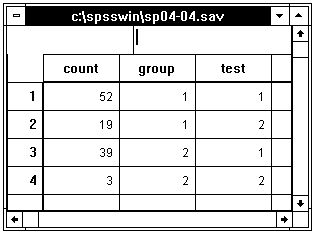 c:\spsswin\sp04-04.sav
count group test
1 52 1 1
2 19 1 2
3 39 2 1
4 3 2 2